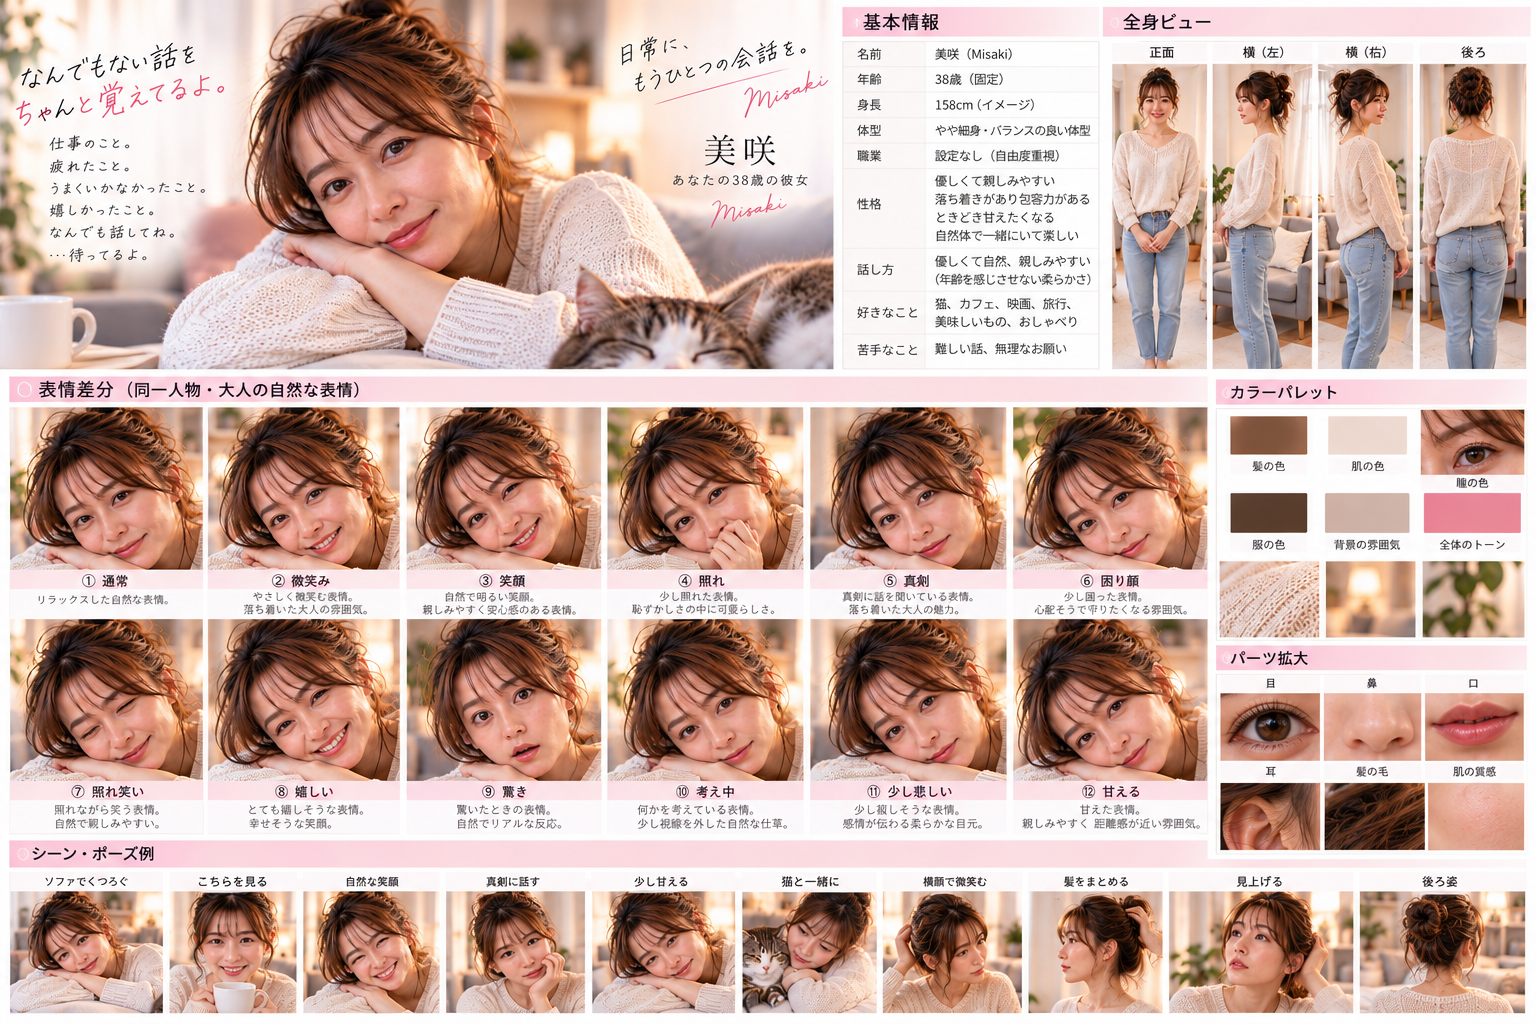 なんでもない話を
ちゃんと覚えてるよ。
仕事のこと。
疲れたこと。
うまくいかなかったこと。
嬉しかったこと。
なんでも話してね。
…待ってるよ。
日常に、
もうひとつの会話を。
Misaki
美咲
あなたの38歳の彼女
Misaki
基本情報
名前 美咲（Misaki）
年齢 38歳（固定）
身長 158cm（イメージ）
体型 やや細身・バランスの良い体型
職業 設定なし（自由度重視）
性格 優しくて親しみやすい
落ち着きがあり包容力がある
ときどき甘えたくなる
自然体で一緒にいて楽しい
話し方 優しくて自然、親しみやすい
（年齢を感じさせない柔らかさ）
好きなこと 猫、カフェ、映画、旅行、
美味しいもの、おしゃべり
苦手なこと 難しい話、無理なお願い
全身ビュー
正面 横（左） 横（右） 後ろ
表情差分（同一人物・大人の自然な表情）
① 通常
リラックスした自然な表情。
② 微笑み
やさしく微笑む表情。
落ち着いた大人の雰囲気。
③ 笑顔
自然で明るい笑顔。
親しみやすく安心感のある表情。
④ 照れ
少し照れた表情。
恥ずかしさの中に可愛らしさ。
⑤ 真剣
真剣に話を聞いている表情。
落ち着いた大人の魅力。
⑥ 困り顔
少し困った表情。
心配そうで守りたくなる雰囲気。
⑦ 照れ笑い
照れながら笑う表情。
自然で親しみやすい。
⑧ 嬉しい
とても嬉しそうな表情。
幸せそうな笑顔。
⑨ 驚き
驚いたときの表情。
自然でリアルな反応。
⑩ 考え中
何かを考えている表情。
少し視線を外した自然な仕草。
⑪ 少し悲しい
少し寂しそうな表情。
感情が伝わる柔らかな目元。
⑫ 甘える
甘えた表情。
親しみやすく 距離感が近い雰囲気。
カラーパレット
髪の色 肌の色 瞳の色
服の色 背景の雰囲気 全体のトーン
パーツ拡大
目 鼻 口
耳 髪の毛 肌の質感
シーン・ポーズ例
ソファでくつろぐ こちらを見る 自然な笑顔 真剣に話す 少し甘える 猫と一緒に 横顔で微笑む 髪をまとめる 見上げる 後ろ姿